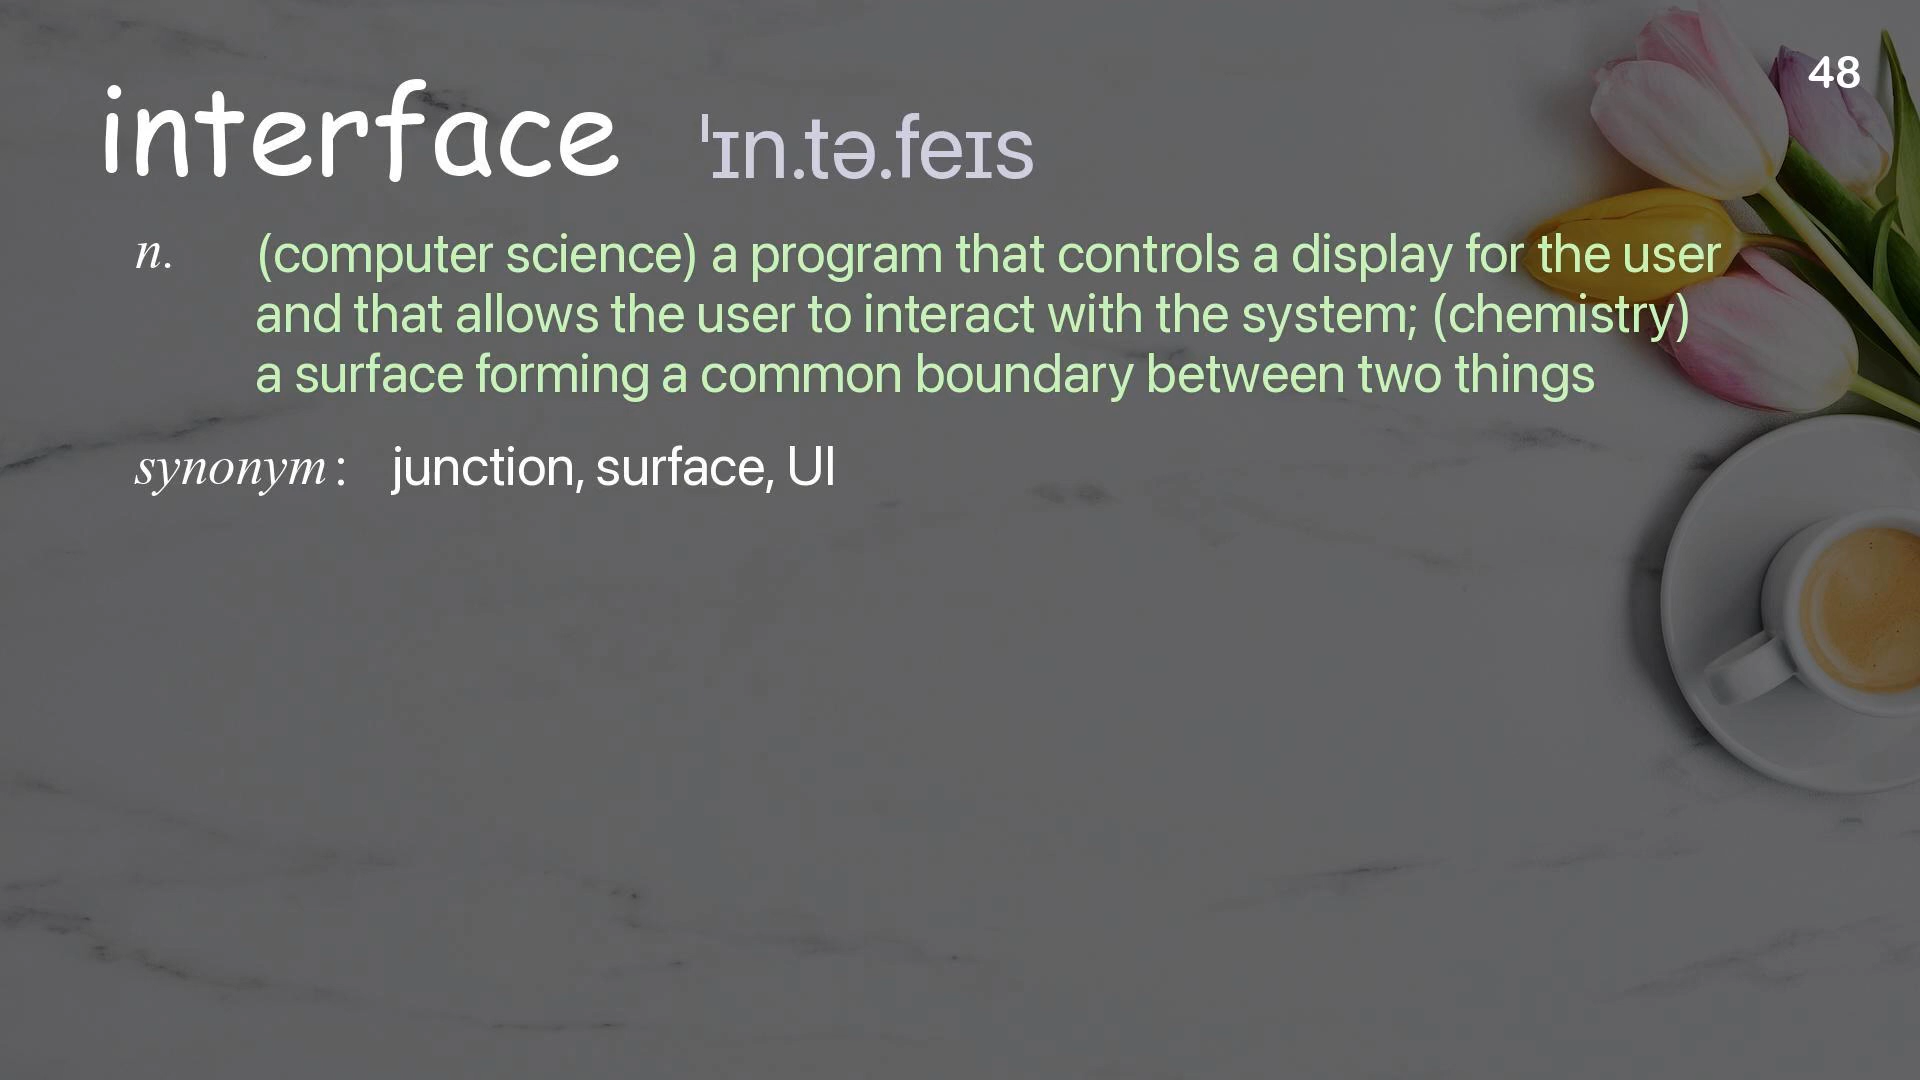 48
interface ˈɪn.tə.feɪs
n. (computer science) a program that controls a display for the user
and that allows the user to interact with the system; (chemistry)
a surface forming a common boundary between two things
synonym: junction, surface, UI